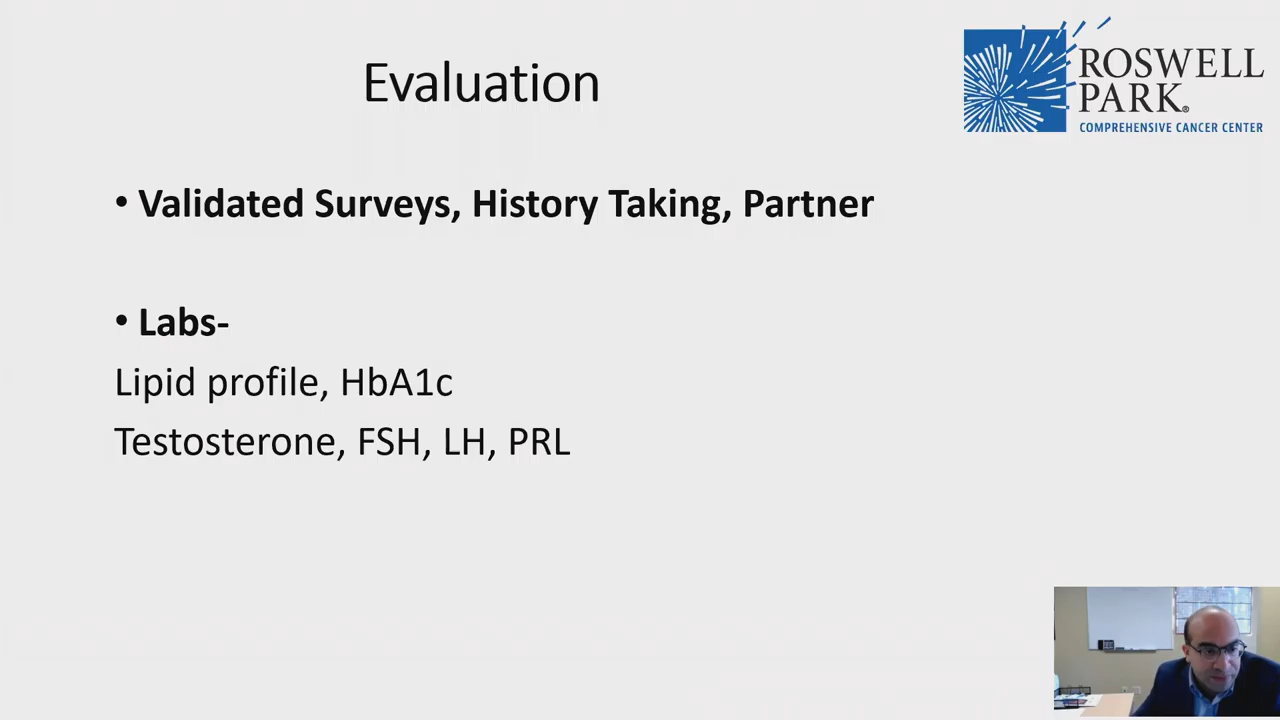 Evaluation
ROSWELL
PARK®
COMPREHENSIVE CANCER CENTER
• Validated Surveys, History Taking, Partner
• Labs-
Lipid profile, HbA1c
Testosterone, FSH, LH, PRL